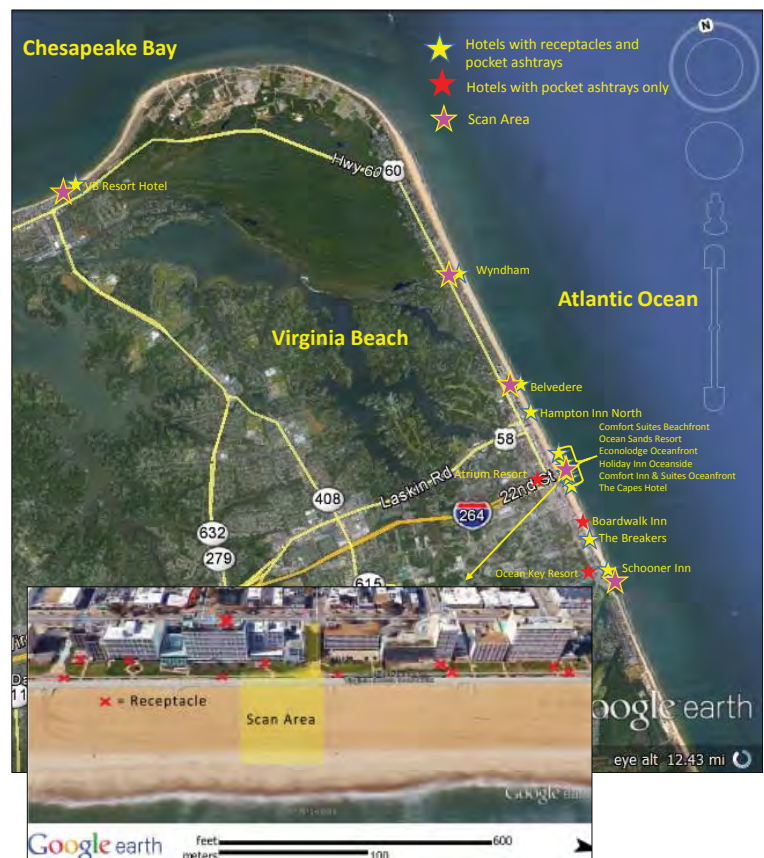 Chesapeake Bay
Hotels with receptacles and
pocket ashtrays
Hotels with pocket ashtrays only
Scan Area
N
Hwy 60
60
VB Resort Hotel
Wyndham
Atlantic Ocean
Virginia Beach
Belvedere
Hampton Inn North
58
Comfort Suites Beachfront
Ocean Sands Resort
Econolodge Oceanfront
Holiday Inn Oceanside
Comfort Inn & Suites Oceanfront
The Capes Hotel
Atrium Resort
Laskin Rd
22nd St
408
264
632
279
Boardwalk Inn
The Breakers
Ocean Key Resort
Schooner Inn
615
x = Receptacle
Scan Area
Google earth
eye alt 12.43 mi
Google earth
feet 600
meters 100